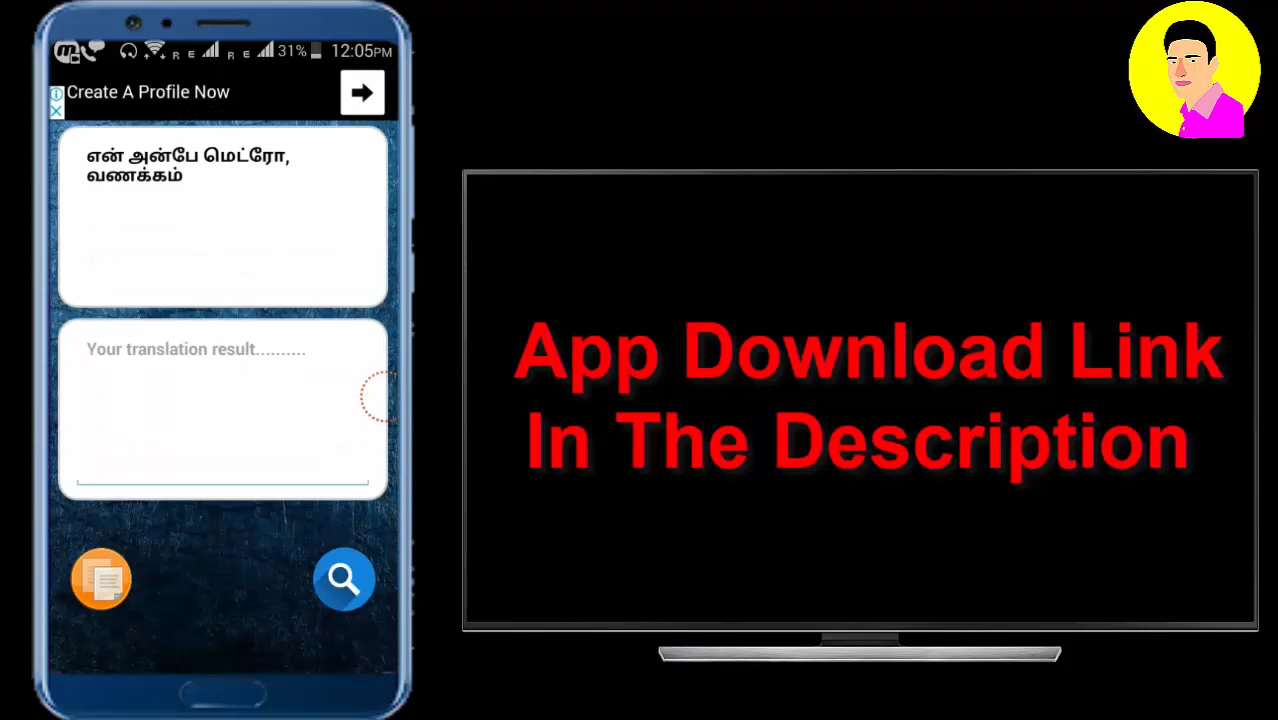 R E R E 31% 12:05PM
Create A Profile Now
என் அன்பே மெட்ரோ,
வணக்கம்
Your translation result..........
App Download Link
In The Description